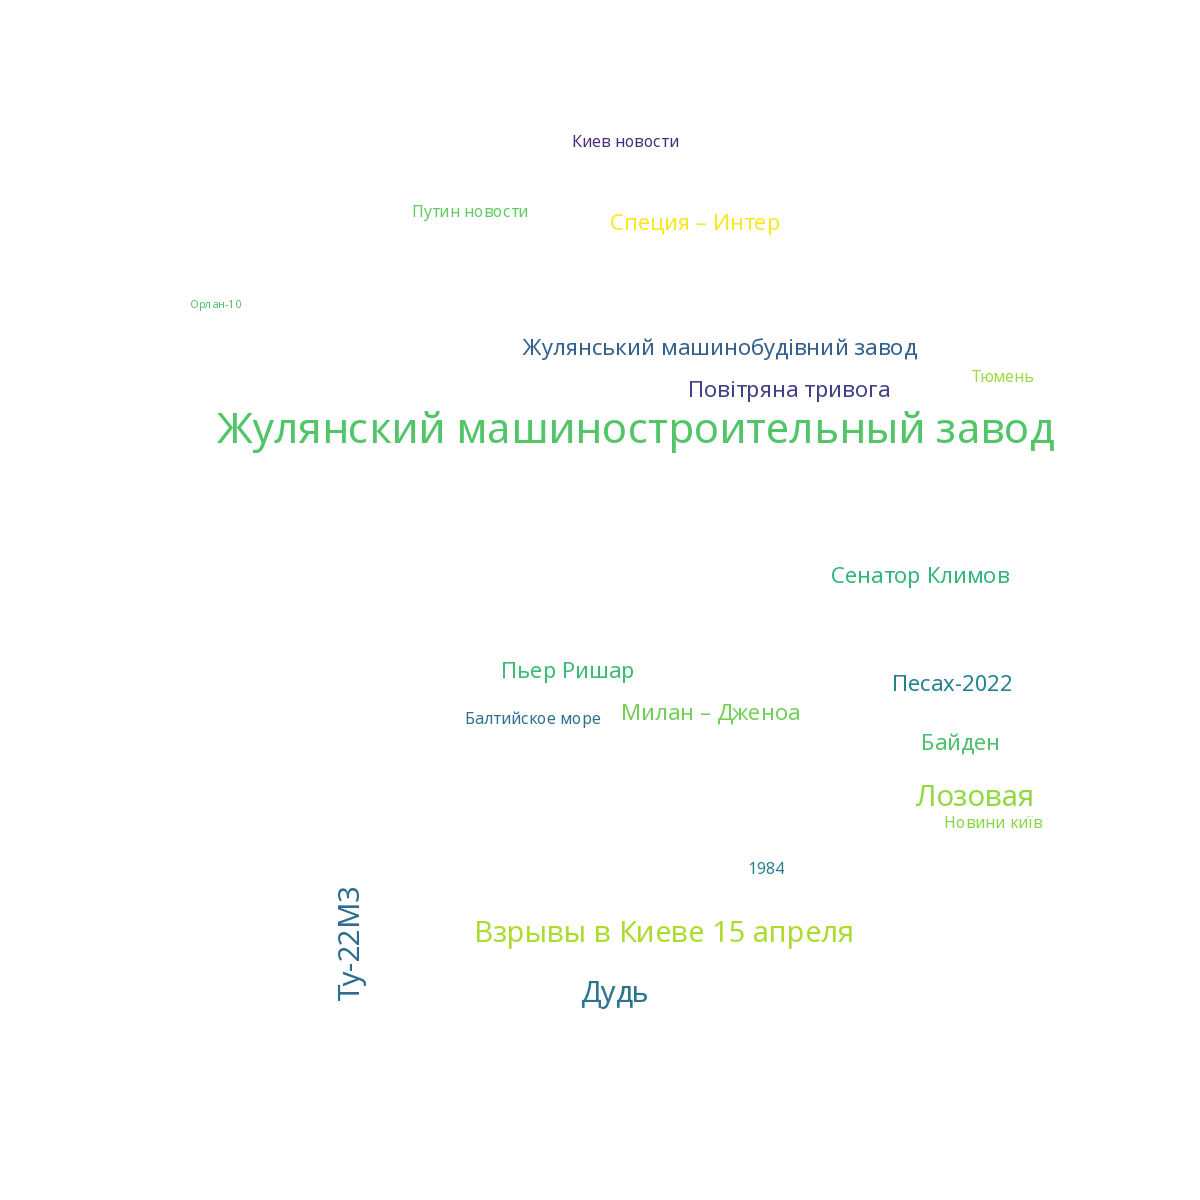 Киев новости
Путин новости
Специя – Интер
Орлан-10
Жулянський машинобудівний завод
Тюмень
Повітряна тривога
Жулянский машиностроительный завод
Сенатор Климов
Пьер Ришар
Песах-2022
Милан – Дженоа
Балтийское море
Байден
Лозовая
Новини київ
1984
Ту-22М3
Взрывы в Киеве 15 апреля
Дудь